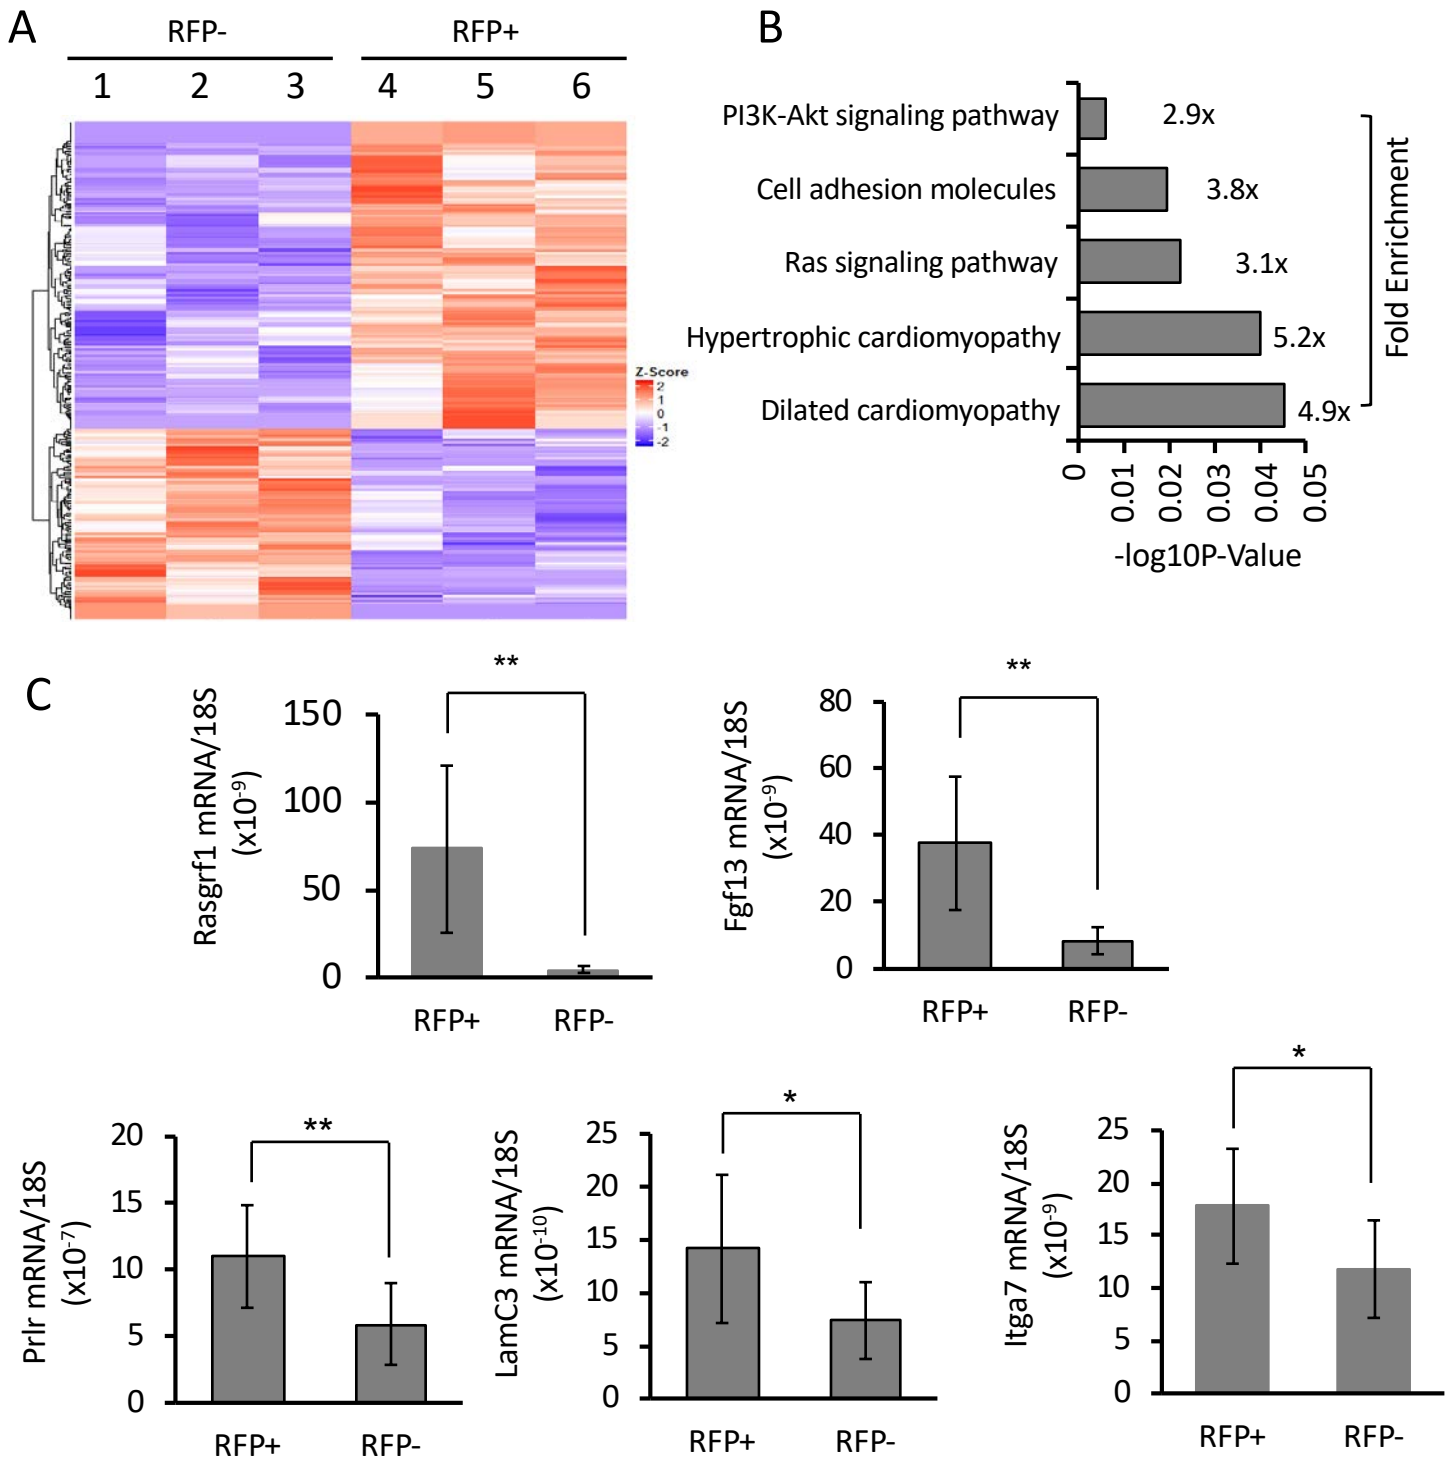 A
RFP-
RFP+
1 2 3 4 5 6
Z-Score
2
1
0
-1
-2
B
PI3K-Akt signaling pathway 2.9x
Cell adhesion molecules 3.8x
Ras signaling pathway 3.1x
Hypertrophic cardiomyopathy 5.2x
Dilated cardiomyopathy 4.9x
Fold Enrichment
0 0.01 0.02 0.03 0.04 0.05
-log10P-Value
C
Rasgrf1 mRNA/18S
(x10-9)
150
100
50
0
**
RFP+ RFP-
Fgf13 mRNA/18S
(x10-9)
80
60
40
20
0
**
RFP+ RFP-
Prlr mRNA/18S
(x10-7)
20
15
10
5
0
**
RFP+ RFP-
LamC3 mRNA/18S
(x10-10)
25
20
15
10
5
0
*
RFP+ RFP-
Itga7 mRNA/18S
(x10-9)
25
20
15
10
5
0
*
RFP+ RFP-